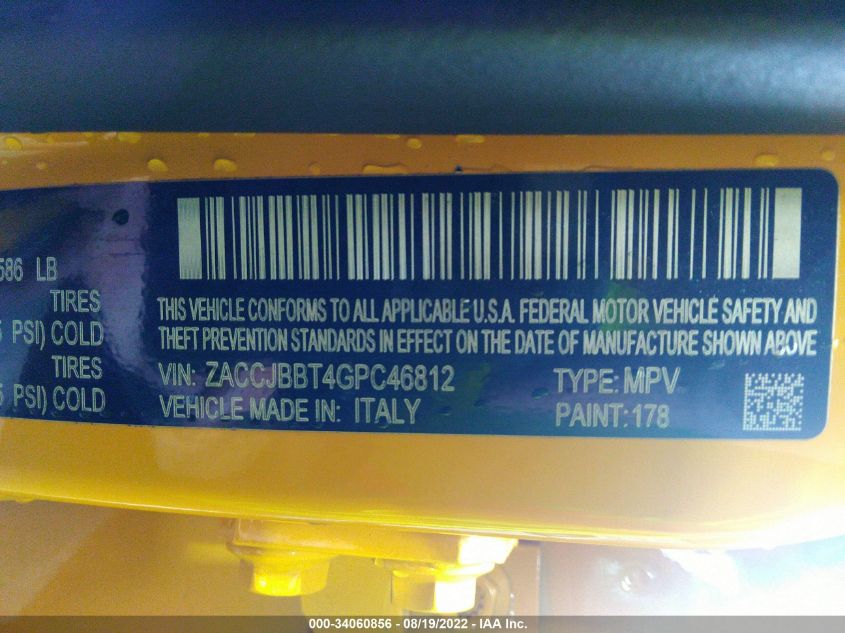 586 LB
TIRES
PSI) COLD
TIRES
PSI) COLD
THIS VEHICLE CONFORMS TO ALL APPLICABLE U.S.A. FEDERAL MOTOR VEHICLE SAFETY AND
THEFT PREVENTION STANDARDS IN EFFECT ON THE DATE OF MANUFACTURE SHOWN ABOVE
VIN: ZACCJBBT4GPC46812 TYPE: MPV
VEHICLE MADE IN: ITALY PAINT: 178
000-34060856 - 08/19/2022 - IAA Inc.